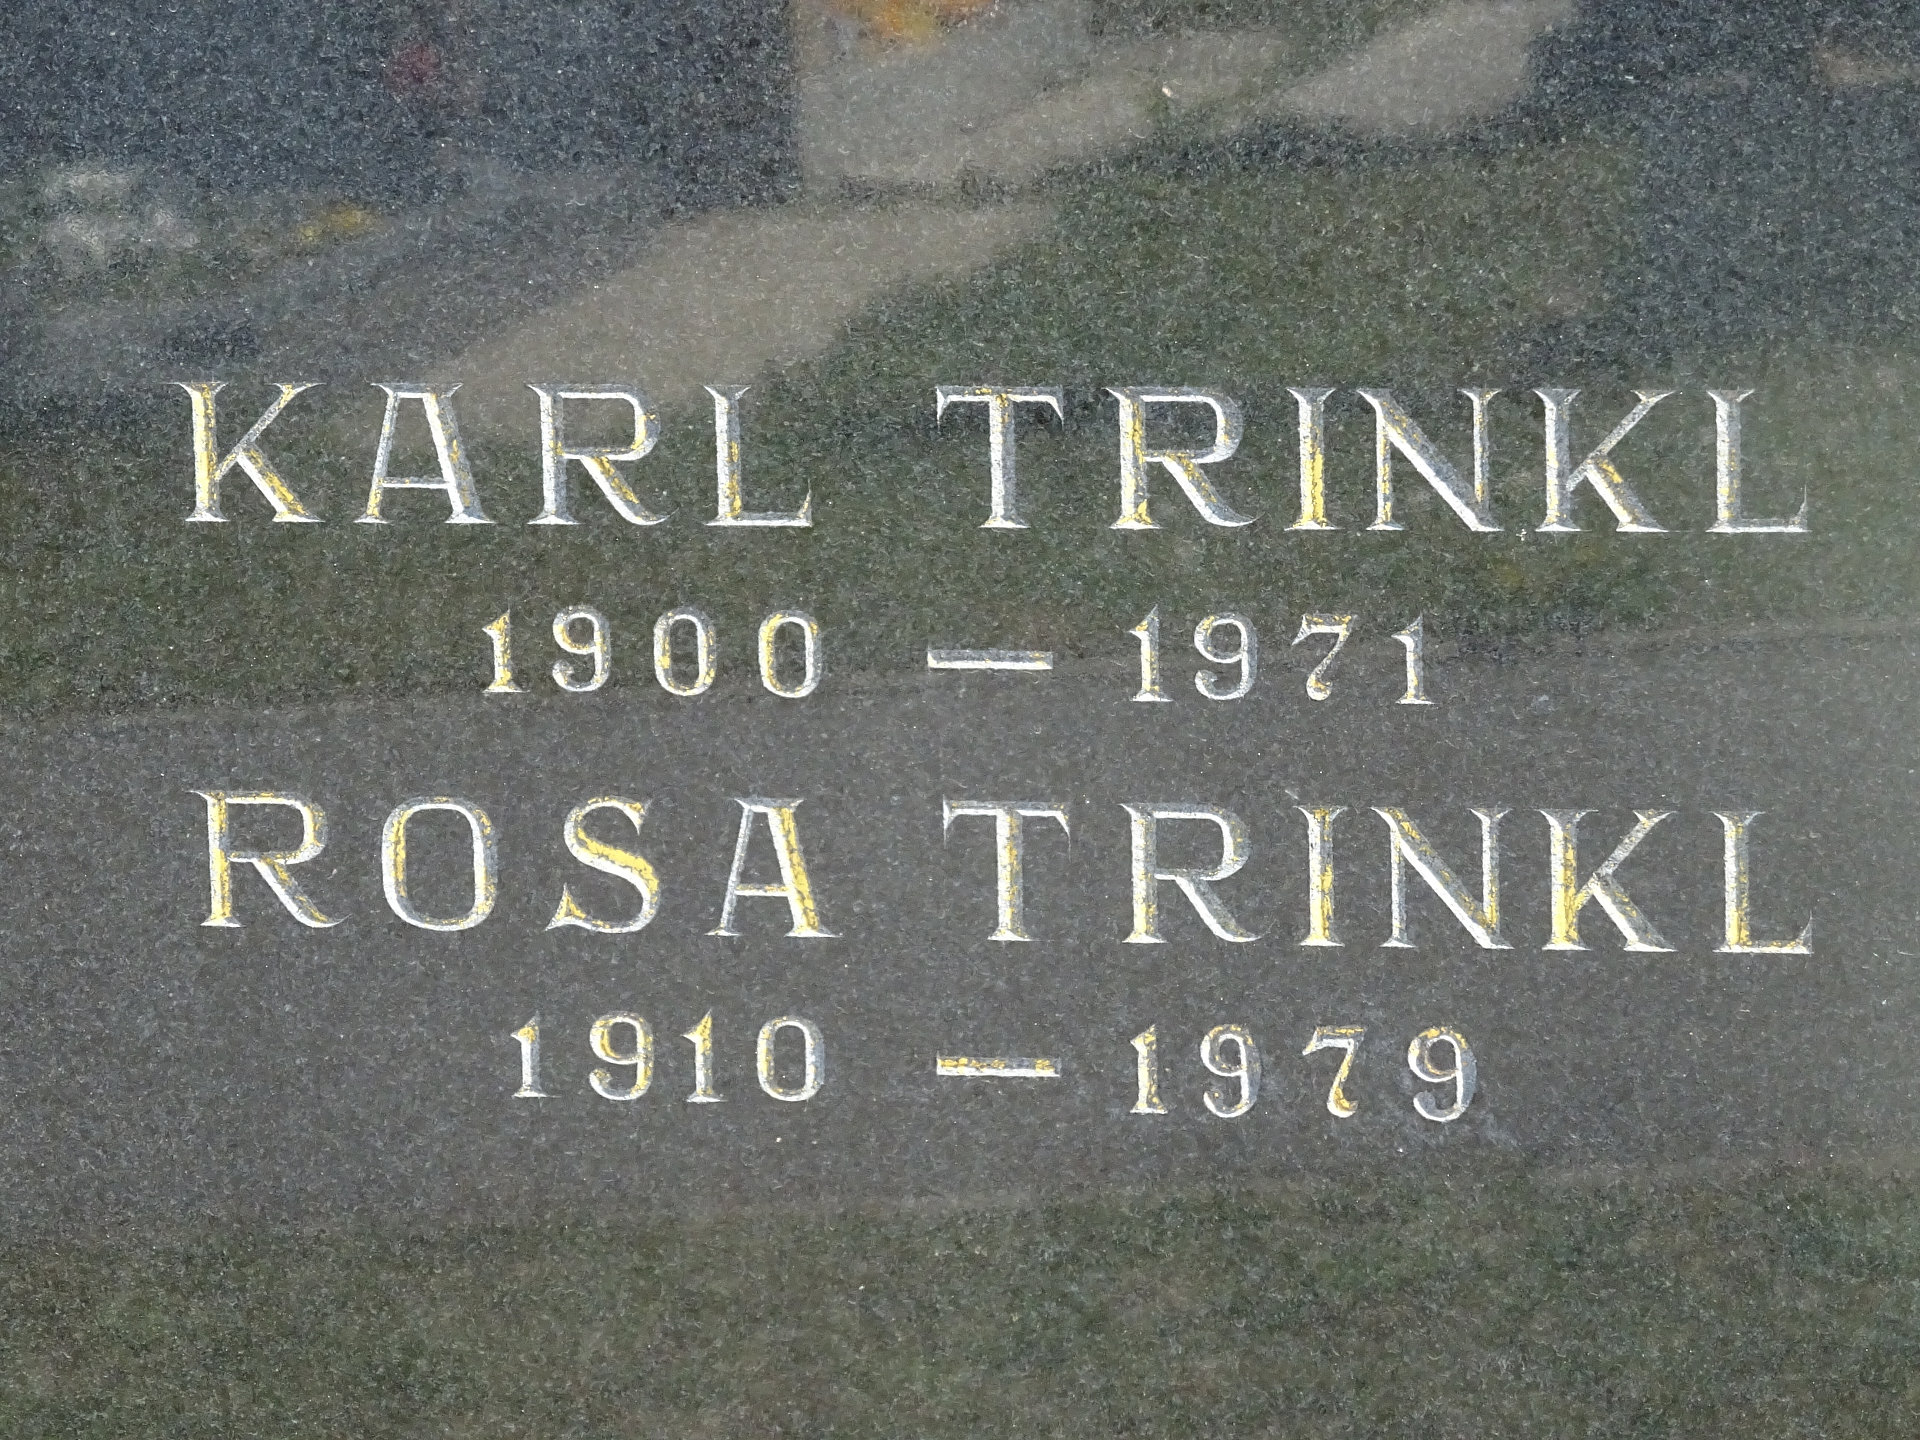 KARL TRINKL
1900 — 1971
ROSA TRINKL
1910 — 1979